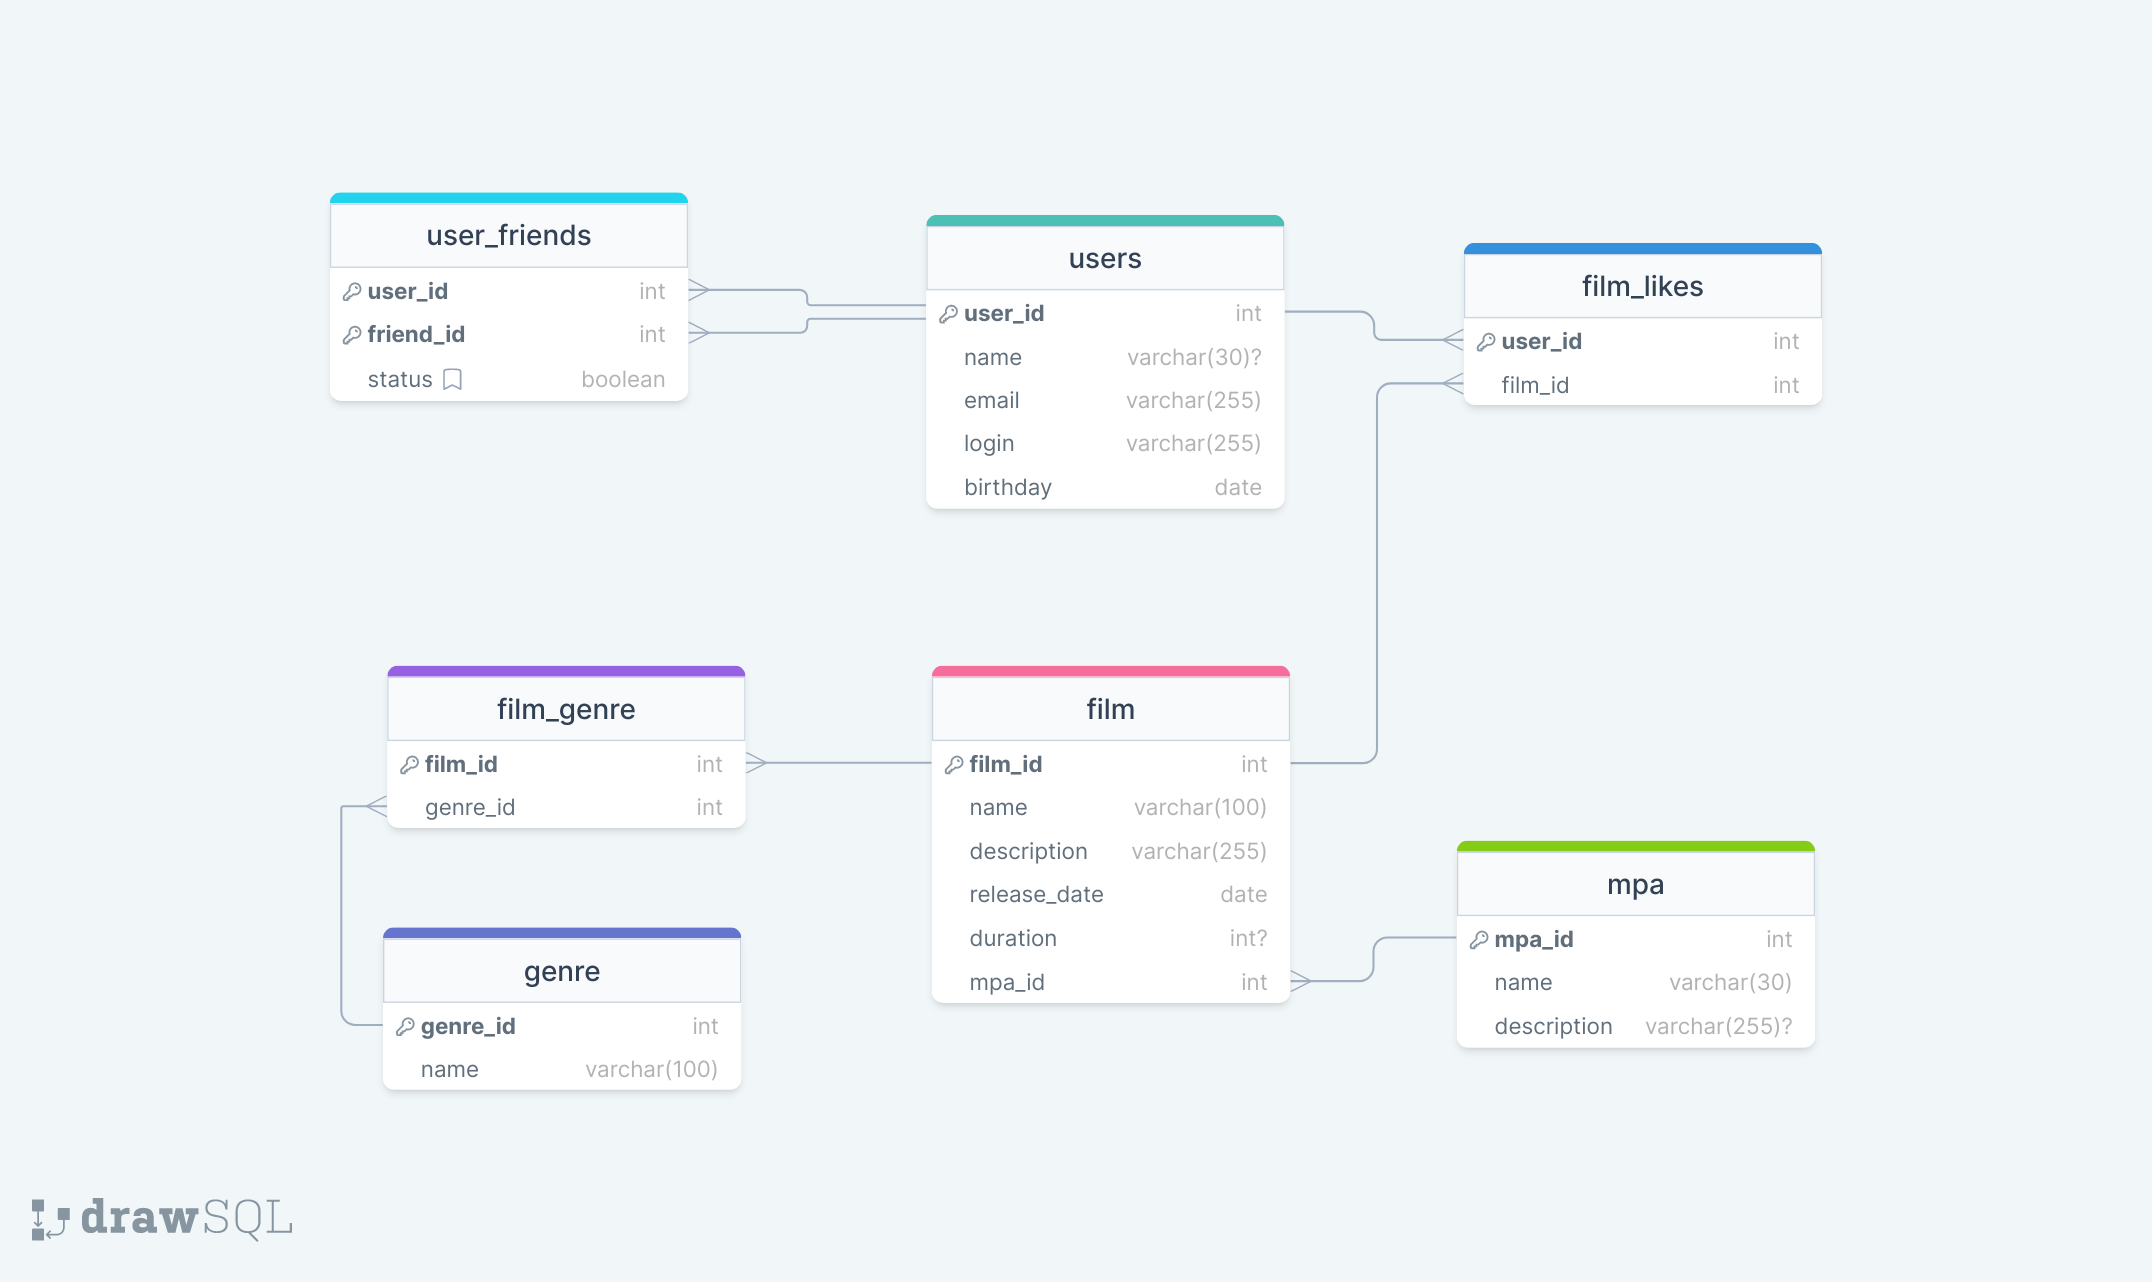 user_friends
user_id int
friend_id int
status boolean
users
user_id int
name varchar(30)?
email varchar(255)
login varchar(255)
birthday date
film_likes
user_id int
film_id int
film_genre
film_id int
genre_id int
film
film_id int
name varchar(100)
description varchar(255)
release_date date
duration int?
mpa_id int
mpa
mpa_id int
name varchar(30)
description varchar(255)?
genre
genre_id int
name varchar(100)
drawSQL